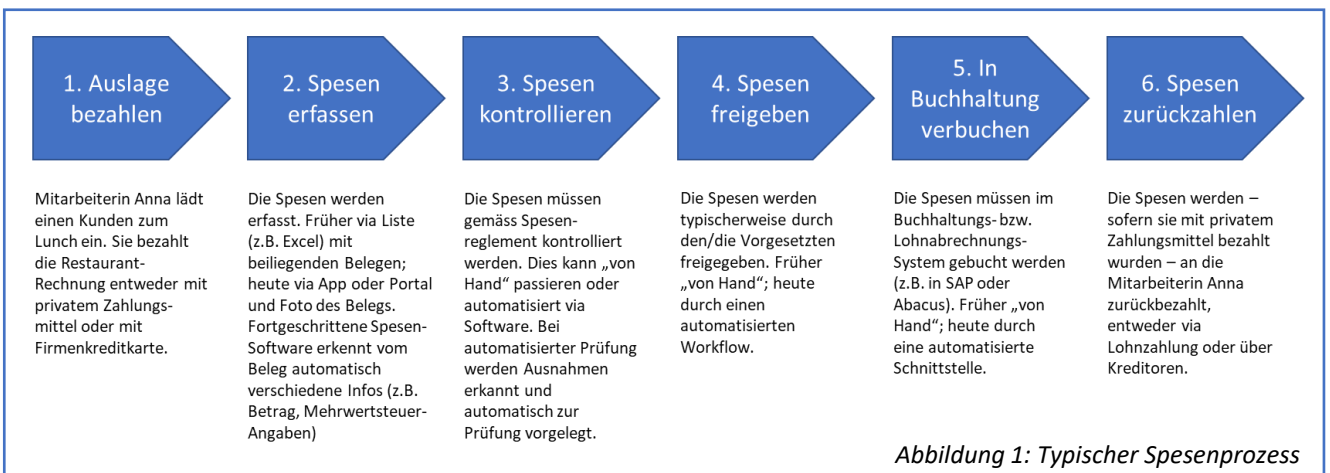 1. Auslage
bezahlen
2. Spesen
erfassen
3. Spesen
kontrollieren
4. Spesen
freigeben
5. In
Buchhaltung
verbuchen
6. Spesen
zurückzahlen
Mitarbeiterin Anna lädt
einen Kunden zum
Lunch ein. Sie bezahlt
die Restaurant-
Rechnung entweder mit
privatem Zahlungs-
mittel oder mit
Firmenkreditkarte.
Die Spesen werden
erfasst. Früher via Liste
(z.B. Excel) mit
beiliegenden Belegen;
heute via App oder Portal
und Foto des Belegs.
Fortgeschrittene Spesen-
Software erkennt vom
Beleg automatisch
verschiedene Infos (z.B.
Betrag, Mehrwertsteuer-
Angaben)
Die Spesen müssen
gemäss Spesen-
reglement kontrolliert
werden. Dies kann „von
Hand“ passieren oder
automatisiert via
Software. Bei
automatisierter Prüfung
werden Ausnahmen
erkannt und
automatisch zur
Prüfung vorgelegt.
Die Spesen werden
typischerweise durch
den/die Vorgesetzten
freigegeben. Früher
„von Hand“; heute
durch einen
automatisierten
Workflow.
Die Spesen müssen im
Buchhaltungs- bzw.
Lohnabrechnungs-
System gebucht werden
(z.B. in SAP oder
Abacus). Früher „von
Hand“; heute durch
eine automatisierte
Schnittstelle.
Die Spesen werden –
sofern sie mit privatem
Zahlungsmittel bezahlt
wurden – an die
Mitarbeiterin Anna
zurückbezahlt,
entweder via
Lohnzahlung oder über
Kreditoren.
Abbildung 1: Typischer Spesenprozess